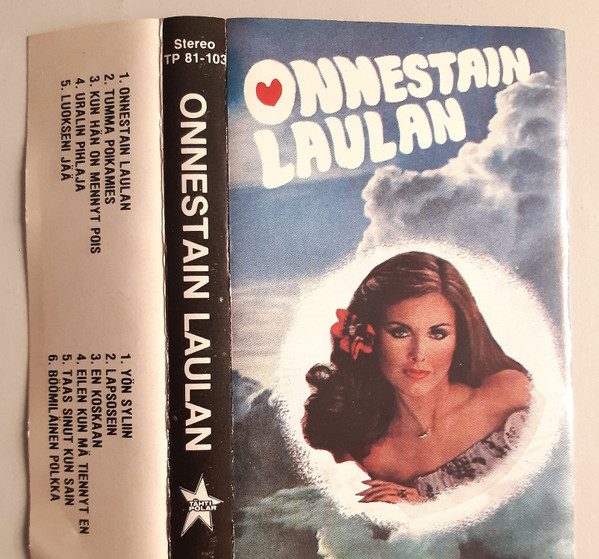 1. ONNESTAIN LAULAN
2. TUMMA POIKAMIES
3. KUN HÄN ON MENNYT POIS
4. URALIN PIHLAJA
5. LUOKSENI JÄÄ
1. YÖN SYLIIN
2. LAPSOSEIN
3. EN KOSKAAN
4. EILEN KUN MÄ TIENNYT EN
5. TAAS SINUT KUN SAIN
6. BÖÖMILÄINEN POLKKA
Stereo
TP 81-103
ONNESTAIN LAULAN
TÄHTI
POLAR
ONNESTAIN
LAULAN